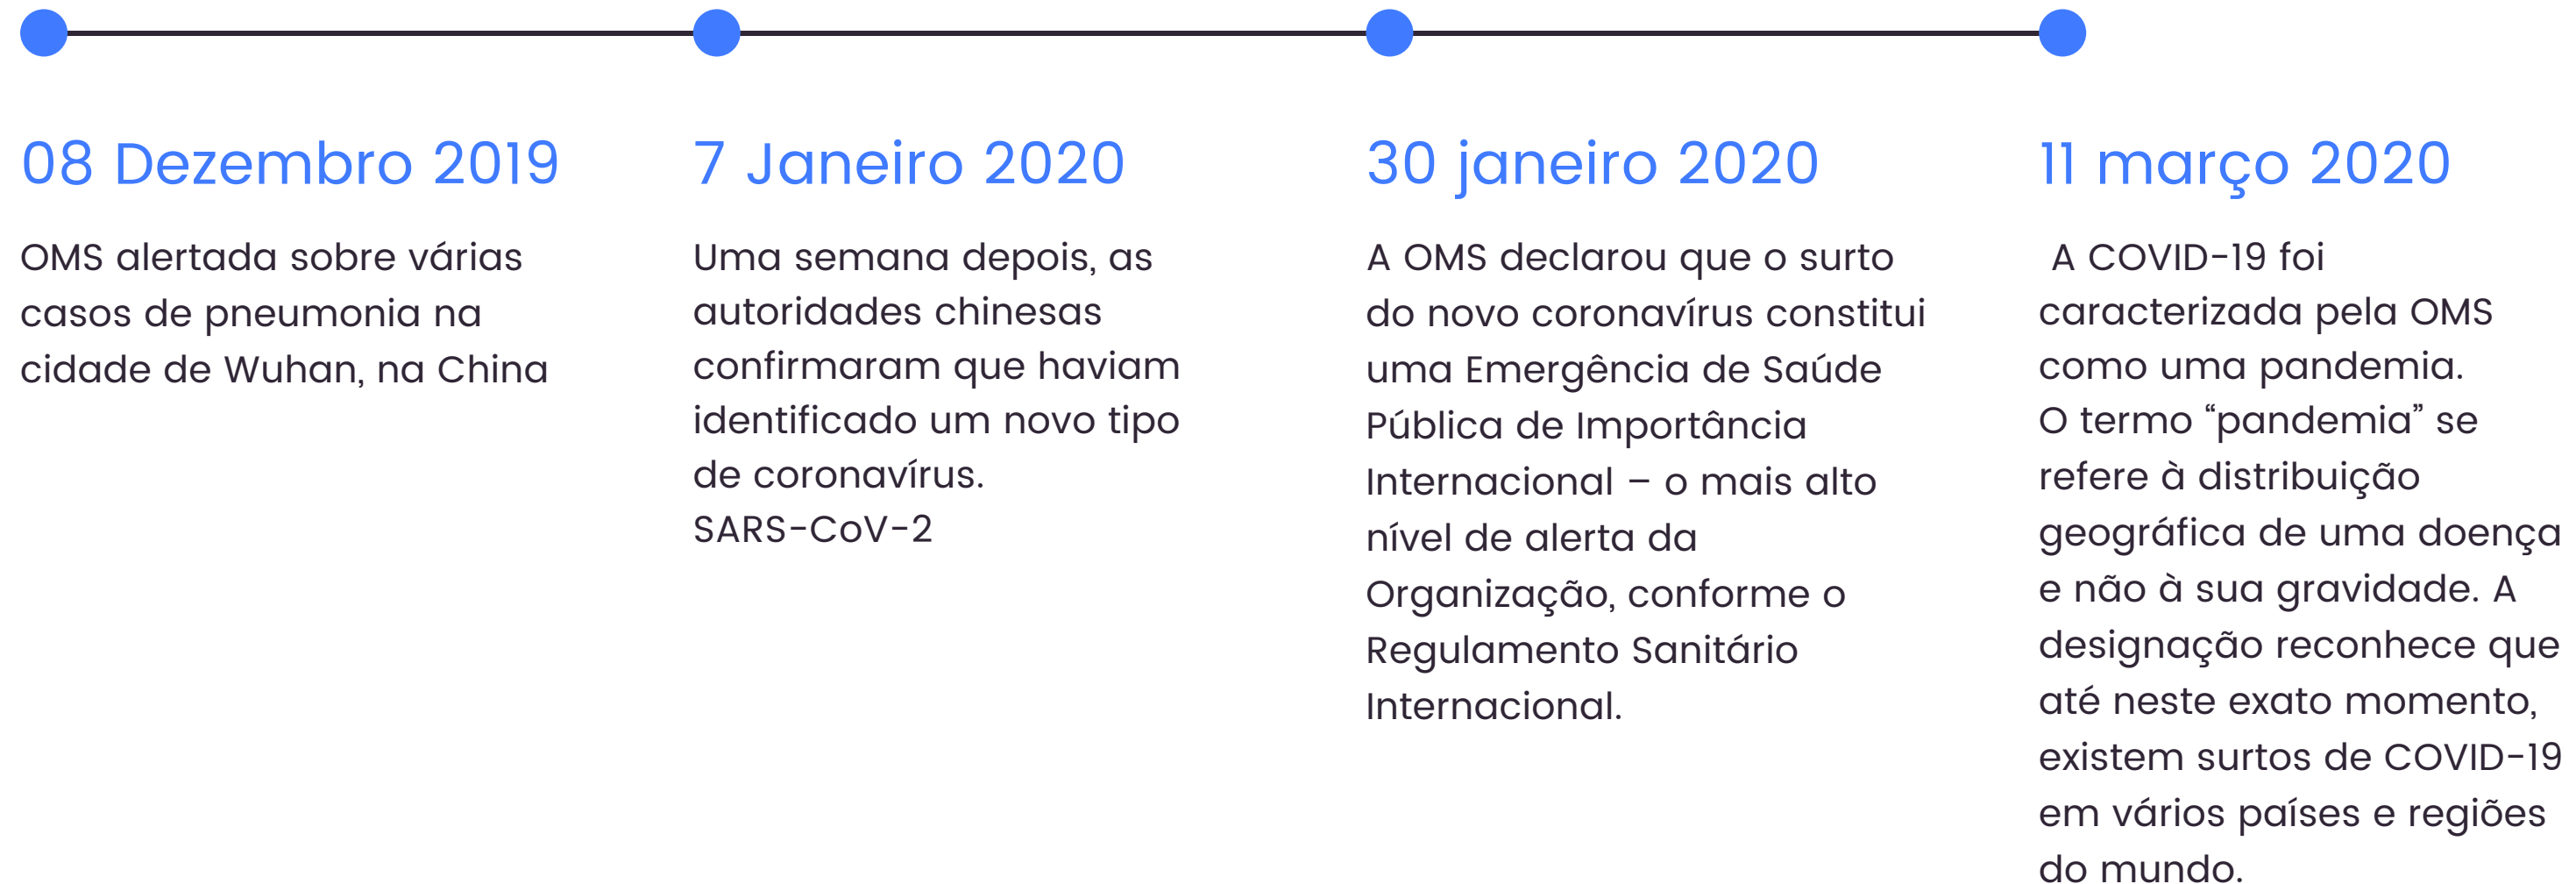 08 Dezembro 2019
OMS alertada sobre várias
casos de pneumonia na
cidade de Wuhan, na China
7 Janeiro 2020
Uma semana depois, as
autoridades chinesas
confirmaram que haviam
identificado um novo tipo
de coronavírus.
SARS-CoV-2
30 janeiro 2020
A OMS declarou que o surto
do novo coronavírus constitui
uma Emergência de Saúde
Pública de Importância
Internacional – o mais alto
nível de alerta da
Organização, conforme o
Regulamento Sanitário
Internacional.
11 março 2020
A COVID-19 foi
caracterizada pela OMS
como uma pandemia.
O termo “pandemia” se
refere à distribuição
geográfica de uma doença
e não à sua gravidade. A
designação reconhece que
até neste exato momento,
existem surtos de COVID-19
em vários países e regiões
do mundo.